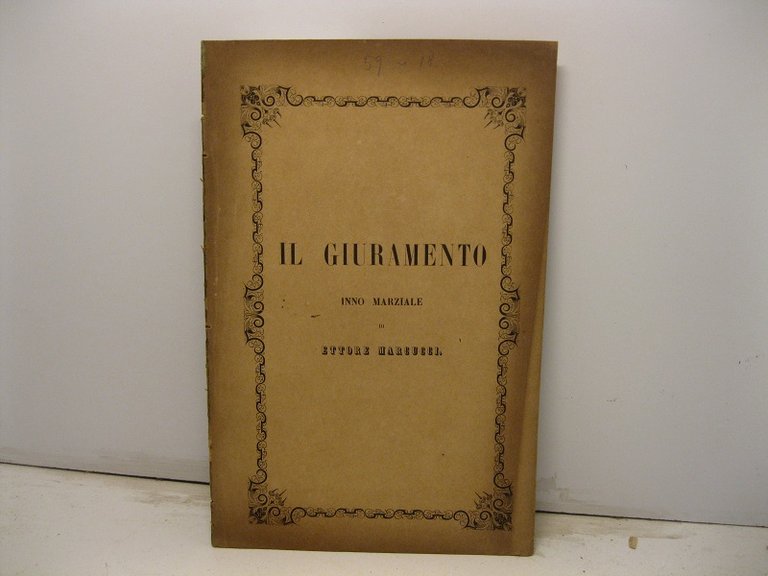 IL GIURAMENTO
INNO MARZIALE
DI
ETTORE MARCUCCI.